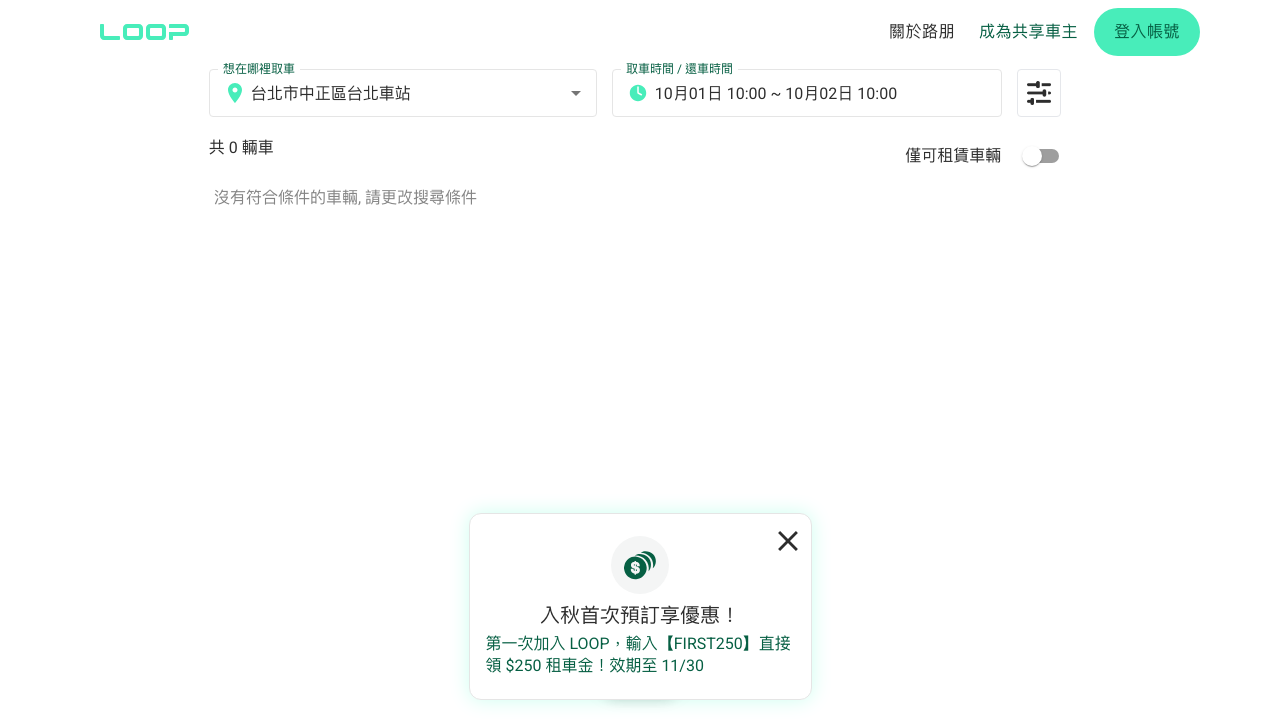 LOOP
關於路朋
成為共享車主
登入帳號
想在哪裡取車
台北市中正區台北車站
取車時間 / 還車時間
10月01日 10:00 ~ 10月02日 10:00
共 0 輛車
僅可租賃車輛
沒有符合條件的車輛, 請更改搜尋條件
入秋首次預訂享優惠！
第一次加入 LOOP，輸入【FIRST250】直接
領 $250 租車金！效期至 11/30